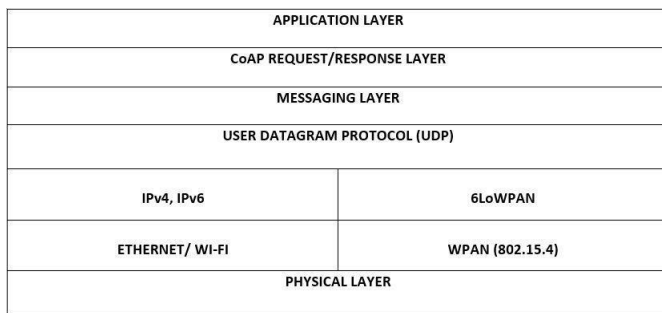 APPLICATION LAYER
CoAP REQUEST/RESPONSE LAYER
MESSAGING LAYER
USER DATAGRAM PROTOCOL (UDP)
IPv4, IPv6
6LoWPAN
ETHERNET/ WI-FI
WPAN (802.15.4)
PHYSICAL LAYER